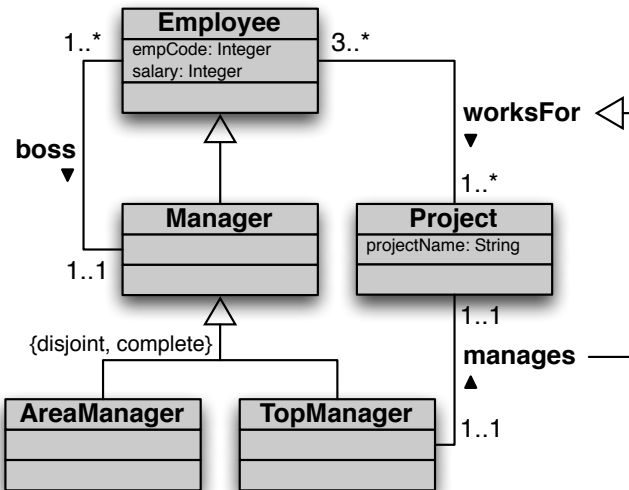 Employee
1..*
3..*
empCode: Integer
salary: Integer
worksFor
boss
▼
▼
1..*
Manager
Project
projectName: String
1..1
1..1
{disjoint, complete}
manages
▲
AreaManager
TopManager
1..1